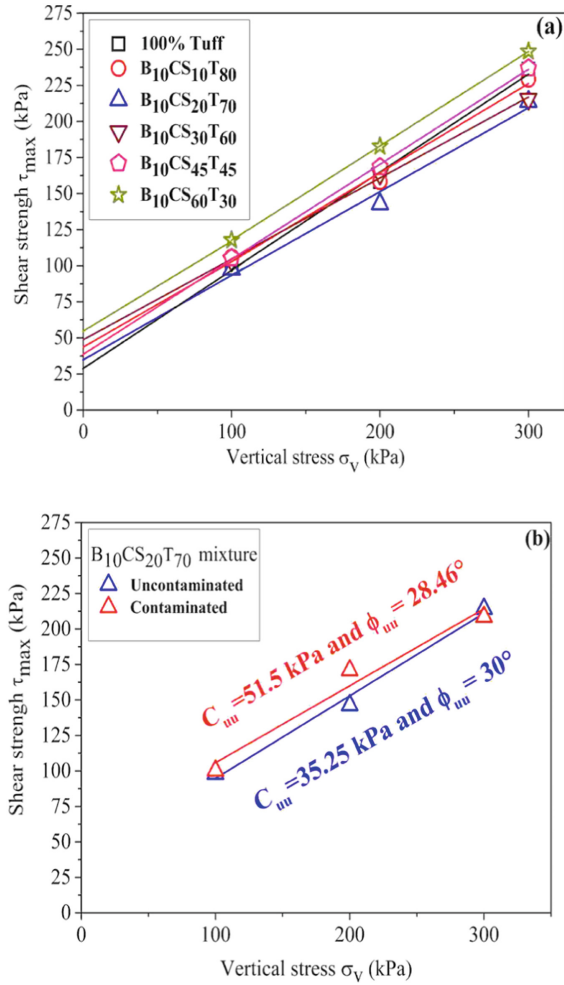 (a)
100% Tuff
B10CS10T80
B10CS20T70
B10CS30T60
B10CS45T45
B10CS60T30
Shear strengh τmax (kPa)
275
250
225
200
175
150
125
100
75
50
25
0
0 100 200 300
Vertical stress σv (kPa)
(b)
B10CS20T70 mixture
Uncontaminated
Contaminated
Cuu=51.5 kPa and ϕuu= 28.46°
Cuu=35.25 kPa and ϕuu= 30°
Shear strengh τmax (kPa)
275
250
225
200
175
150
125
100
75
50
25
0
100 200 300
Vertical stress σv (kPa)